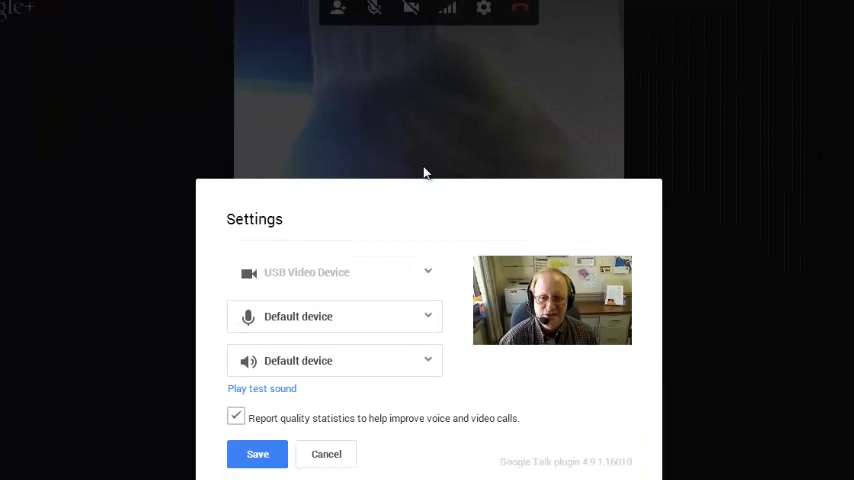 gle+
Settings
USB Video Device
Default device
Default device
Play test sound
Report quality statistics to help improve voice and video calls.
Save
Cancel
Google Talk plugin 4.9.1.16010